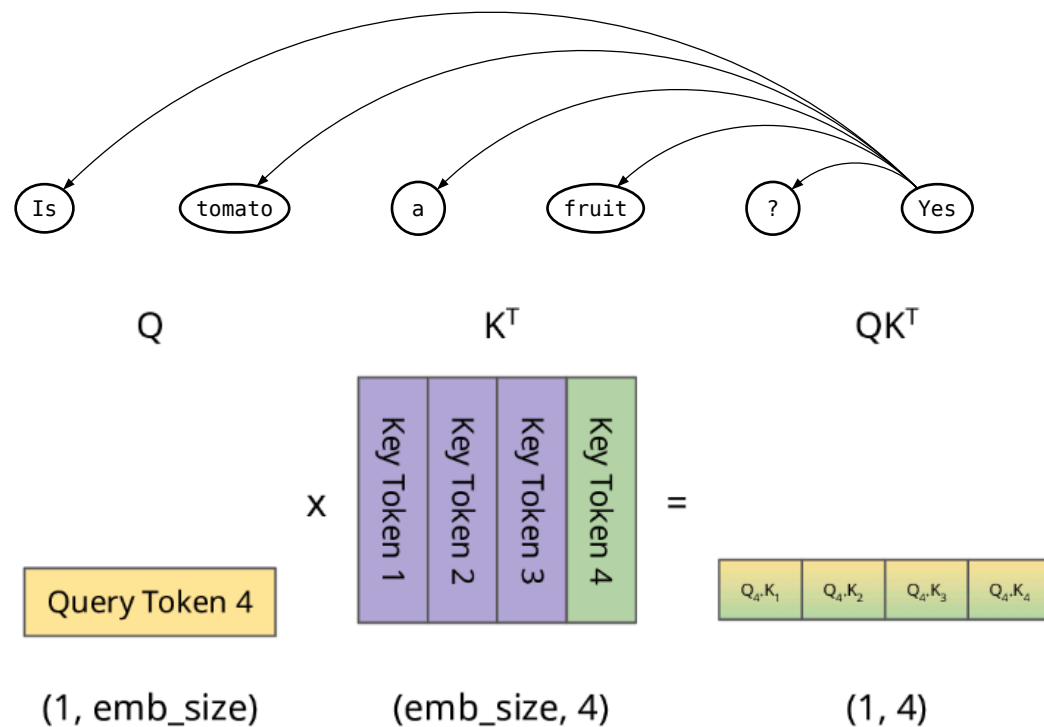 Is tomato a fruit ? Yes
Q K^T QK^T
Key Token 1
Key Token 2
Key Token 3
Key Token 4
x =
Query Token 4
Q₄.K₁ Q₄.K₂ Q₄.K₃ Q₄.K₄
(1, emb_size) (emb_size, 4) (1, 4)